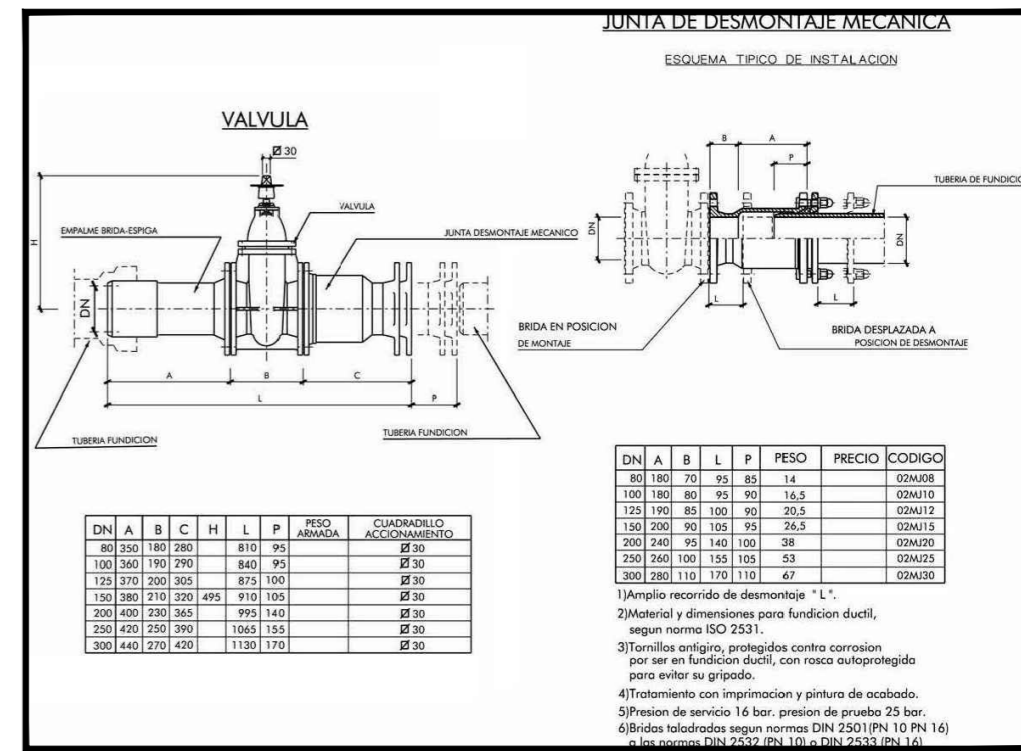 JUNTA DE DESMONTAJE MECANICA
ESQUEMA TIPICO DE INSTALACION
VALVULA
30
H
VALVULA
EMPALME BRIDA-ESPIGA
JUNTA DESMONTAJE MECANICO
DN
A B C
L P
TUBERIA FUNDICION
TUBERIA FUNDICION
B A
P
TUBERIA DE FUNDICIO
DN
DN
L
L
BRIDA EN POSICION
DE MONTAJE
BRIDA DESPLAZADA A
POSICION DE DESMONTAJE
DN A B C H L P PESO ARMADA CUADRADILLO ACCIONAMIENTO
80 350 180 280 810 95 30
100 360 190 290 840 95 30
125 370 200 305 875 100 30
150 380 210 320 495 910 105 30
200 400 230 365 995 140 30
250 420 250 390 1065 155 30
300 440 270 420 1130 170 30
DN A B L P PESO PRECIO CODIGO
80 180 70 95 85 14 02MJ08
100 180 80 95 90 16,5 02MJ10
125 190 85 100 90 20,5 02MJ12
150 200 90 105 95 26,5 02MJ15
200 240 95 140 100 38 02MJ20
250 260 100 155 105 53 02MJ25
300 280 110 170 110 67 02MJ30
1)Amplio recorrido de desmontaje " L ".
2)Material y dimensiones para fundicion ductil,
segun norma ISO 2531.
3)Tornillos antigiro, protegidos contra corrosion
por ser en fundicion ductil, con rosca autoprotegida
para evitar su gripado.
4)Tratamiento con imprimacion y pintura de acabado.
5)Presion de servicio 16 bar. presion de prueba 25 bar.
6)Bridas taladradas segun normas DIN 2501(PN 10 PN 16)
a las normas DIN 2532 (PN 10) o DIN 2533 (PN 16)